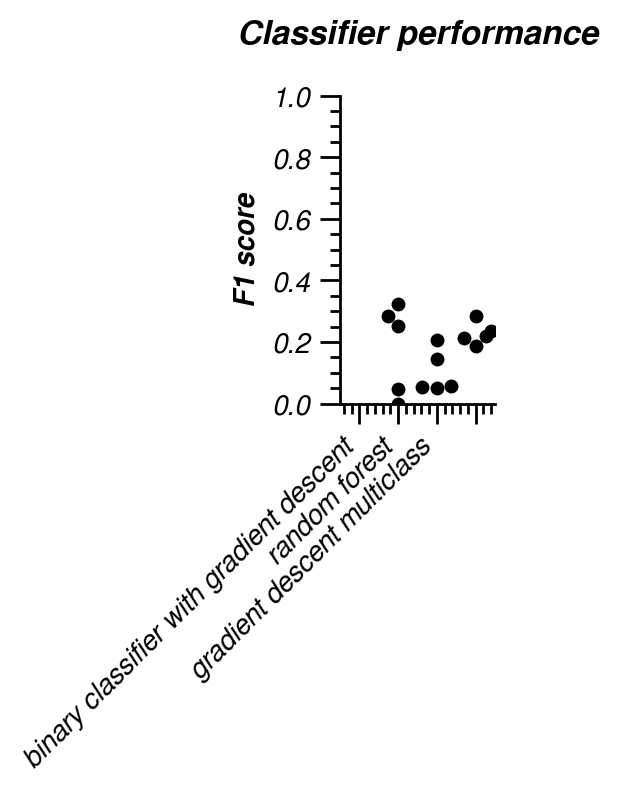 Classifier performance
1.0
0.8
0.6
0.4
0.2
0.0
F1 score
binary classifier with gradient descent
random forest
gradient descent multiclass